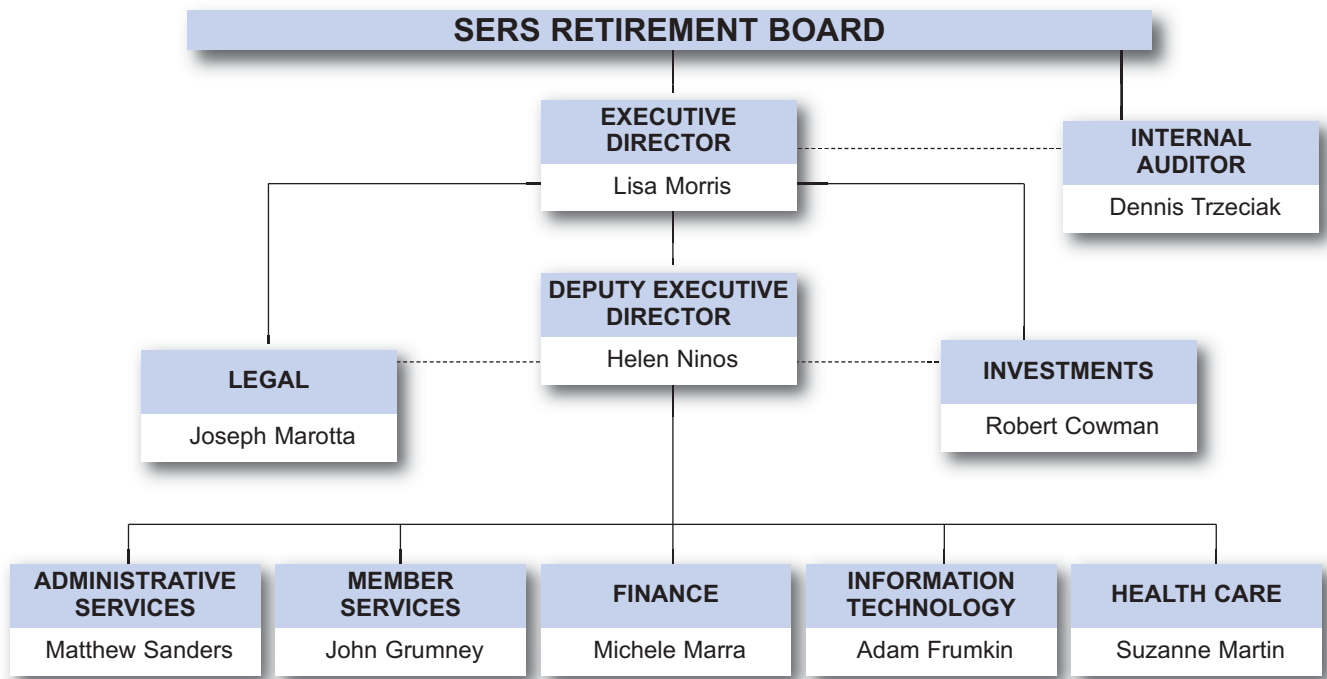 SERS RETIREMENT BOARD
EXECUTIVE
DIRECTOR
Lisa Morris
INTERNAL
AUDITOR
Dennis Trzeciak
DEPUTY EXECUTIVE
DIRECTOR
Helen Ninos
LEGAL
Joseph Marotta
INVESTMENTS
Robert Cowman
ADMINISTRATIVE
SERVICES
Matthew Sanders
MEMBER
SERVICES
John Grumney
FINANCE
Michele Marra
INFORMATION
TECHNOLOGY
Adam Frumkin
HEALTH CARE
Suzanne Martin